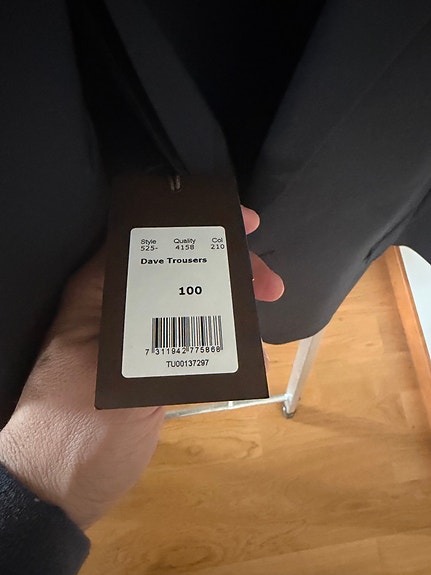 Style Quality Col
525- 4158 210
Dave Trousers
100
7 311942 775868
TU00137297